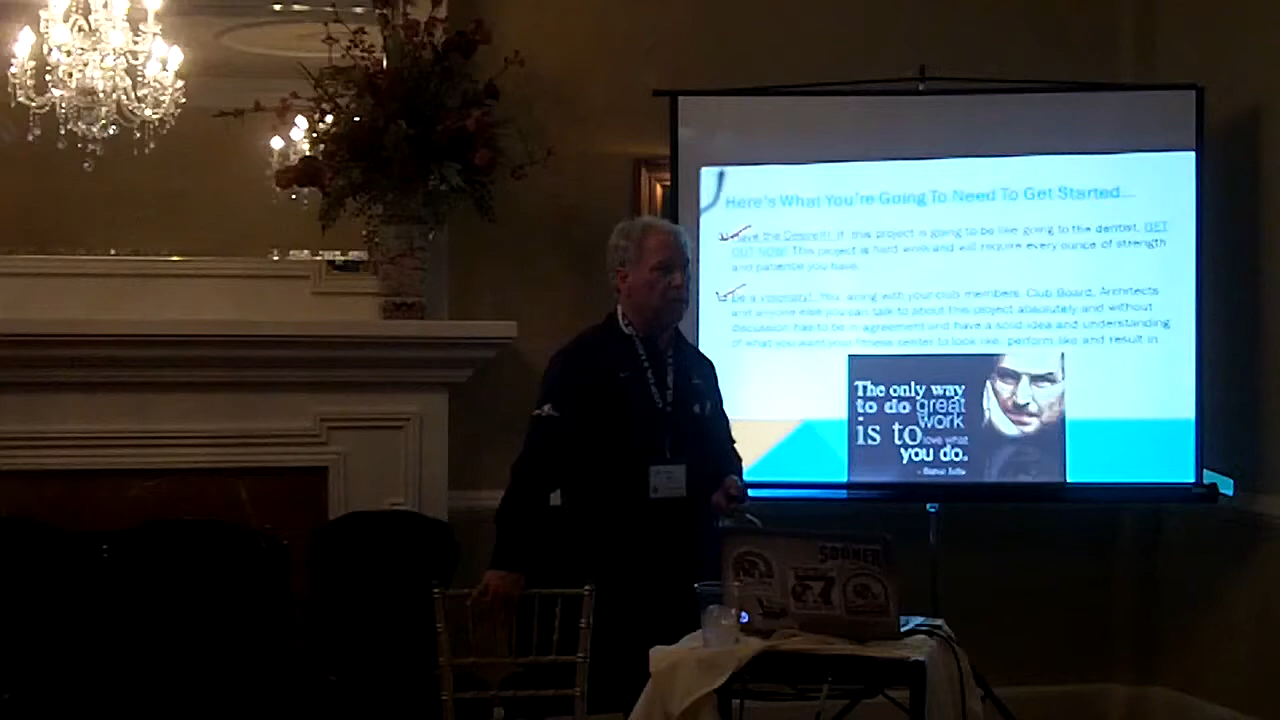 Here's What You're Going To Need To Get Started...
Have the Desire!!! If this project is going to be like going to the dentist, GET
OUT NOW! This project is hard work and will require every ounce of strength
and patience you have.
Be a visionary! You, along with your club members, Club Board, Architects
and anyone else you can talk to about this project absolutely and without
discussion has to be in agreement and have a solid idea and understanding
of what you want your fitness center to look like, perform like and result in
The only way
to do great
work
is to love what
you do.
SOONER